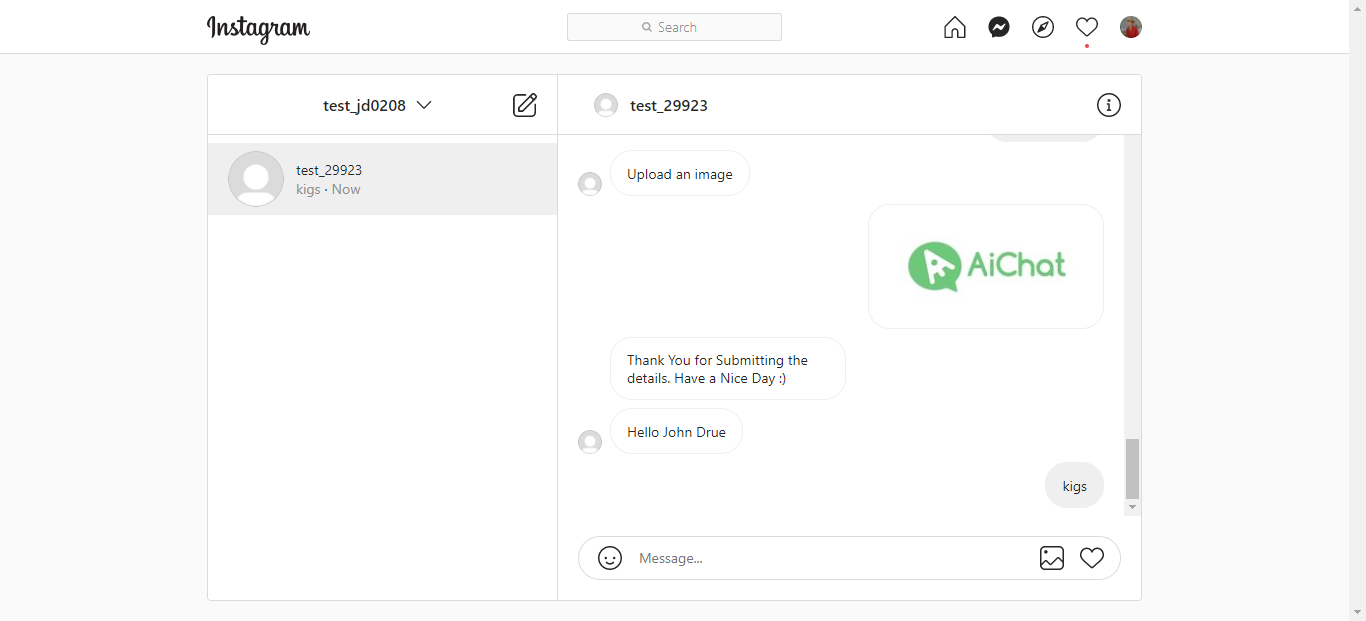 Instagram
Search
test_jd0208
test_29923
test_29923
kigs · Now
Upload an image
AiChat
Thank You for Submitting the
details. Have a Nice Day :)
Hello John Drue
kigs
Message...